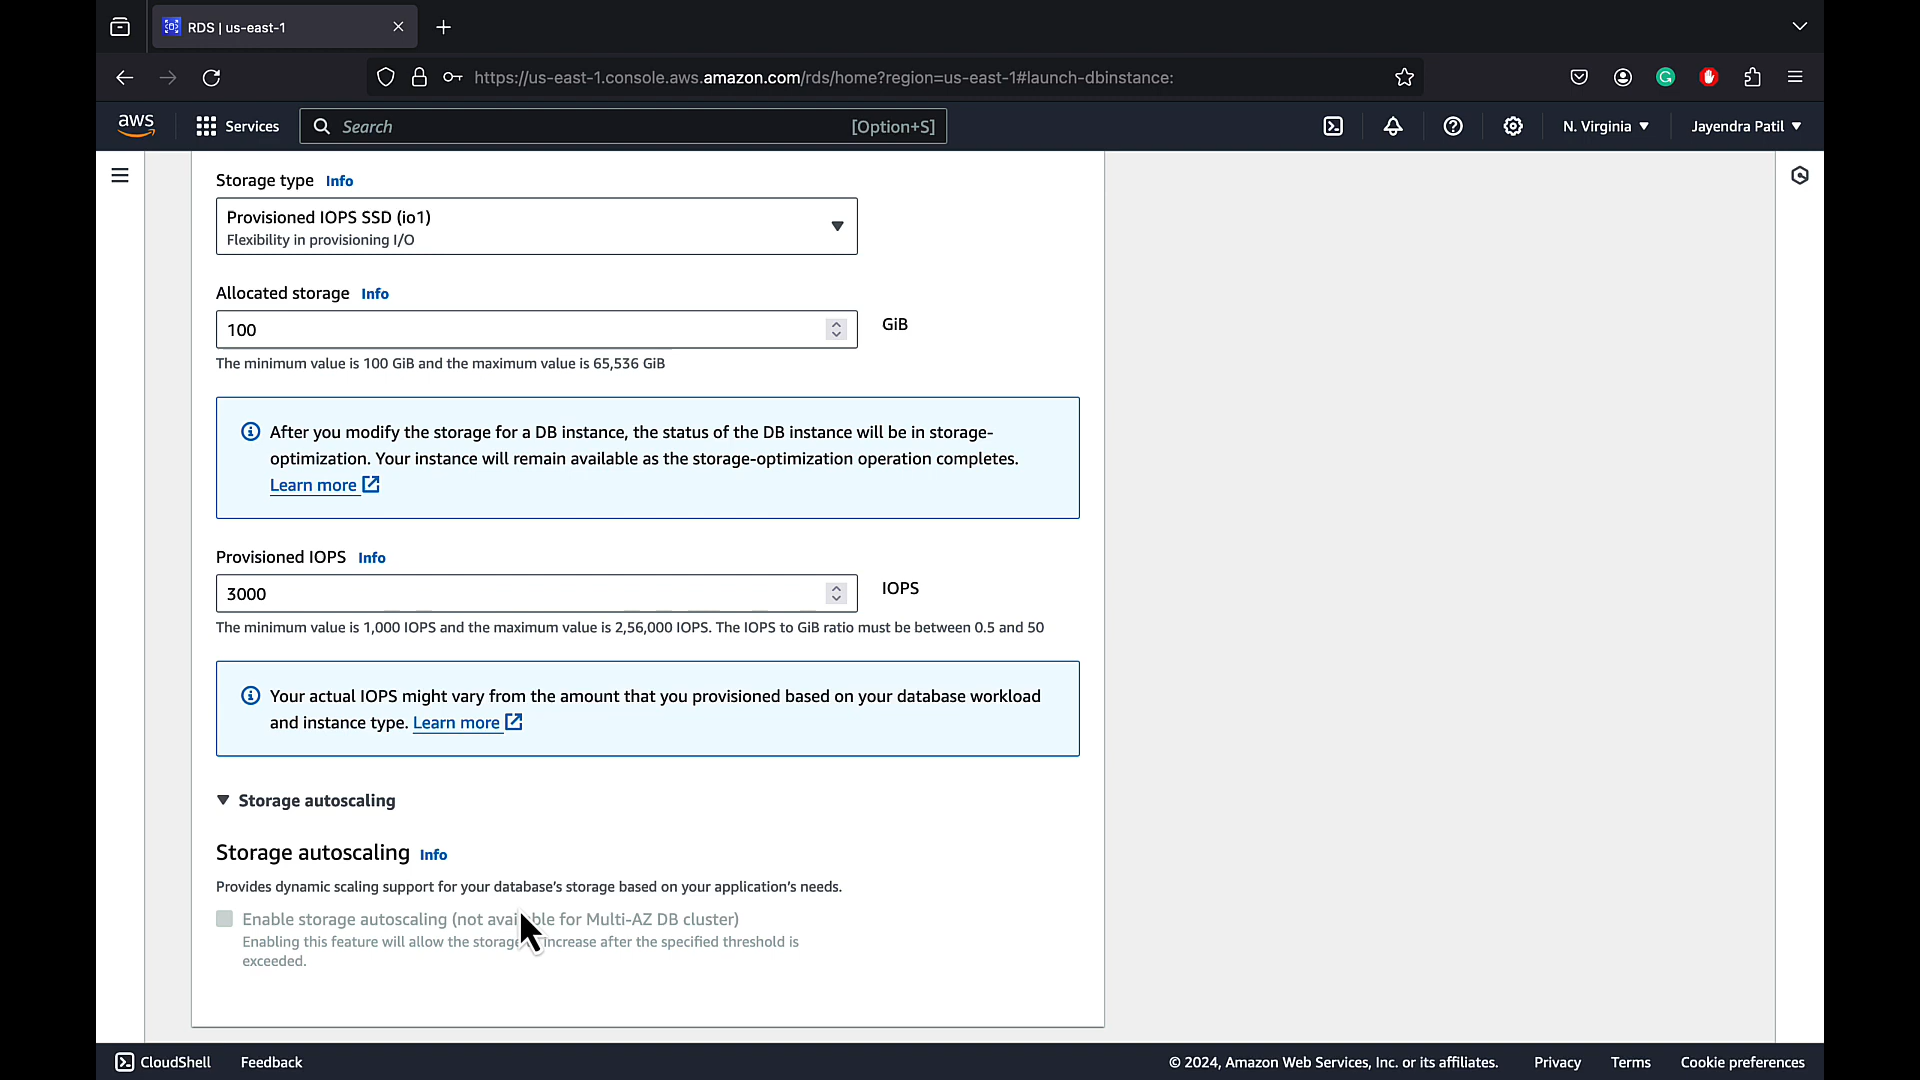 RDS | us-east-1
https://us-east-1.console.aws.amazon.com/rds/home?region=us-east-1#launch-dbinstance:
aws
Services
Search
[Option+S]
N. Virginia
Jayendra Patil
Storage type Info
Provisioned IOPS SSD (io1)
Flexibility in provisioning I/O
Allocated storage Info
100
GiB
The minimum value is 100 GiB and the maximum value is 65,536 GiB
After you modify the storage for a DB instance, the status of the DB instance will be in storage-
optimization. Your instance will remain available as the storage-optimization operation completes.
Learn more
Provisioned IOPS Info
3000
IOPS
The minimum value is 1,000 IOPS and the maximum value is 2,56,000 IOPS. The IOPS to GiB ratio must be between 0.5 and 50
Your actual IOPS might vary from the amount that you provisioned based on your database workload
and instance type. Learn more
Storage autoscaling
Storage autoscaling Info
Provides dynamic scaling support for your database's storage based on your application's needs.
Enable storage autoscaling (not available for Multi-AZ DB cluster)
Enabling this feature will allow the storage to increase after the specified threshold is
exceeded.
CloudShell
Feedback
© 2024, Amazon Web Services, Inc. or its affiliates.
Privacy
Terms
Cookie preferences